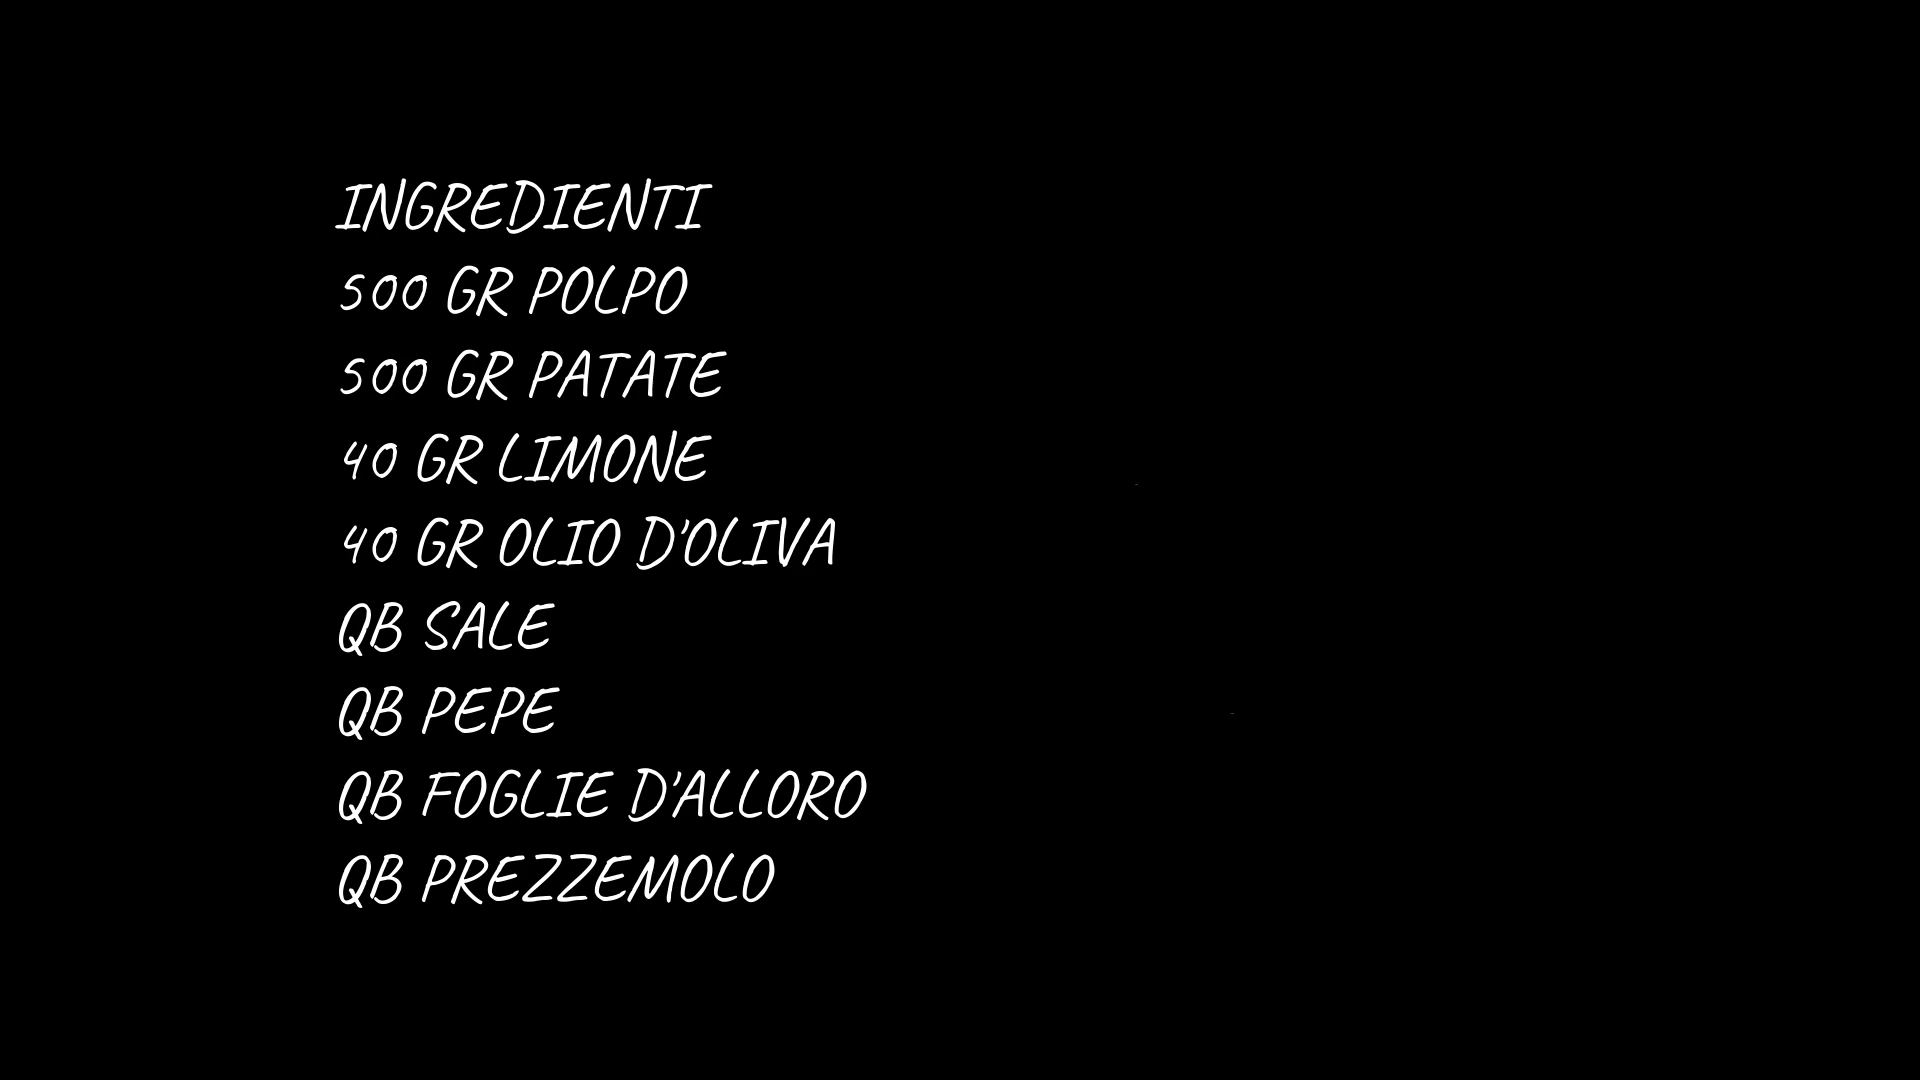 INGREDIENTI
500 GR POLPO
500 GR PATATE
40 GR LIMONE
40 GR OLIO D'OLIVA
QB SALE
QB PEPE
QB FOGLIE D'ALLORO
QB PREZZEMOLO